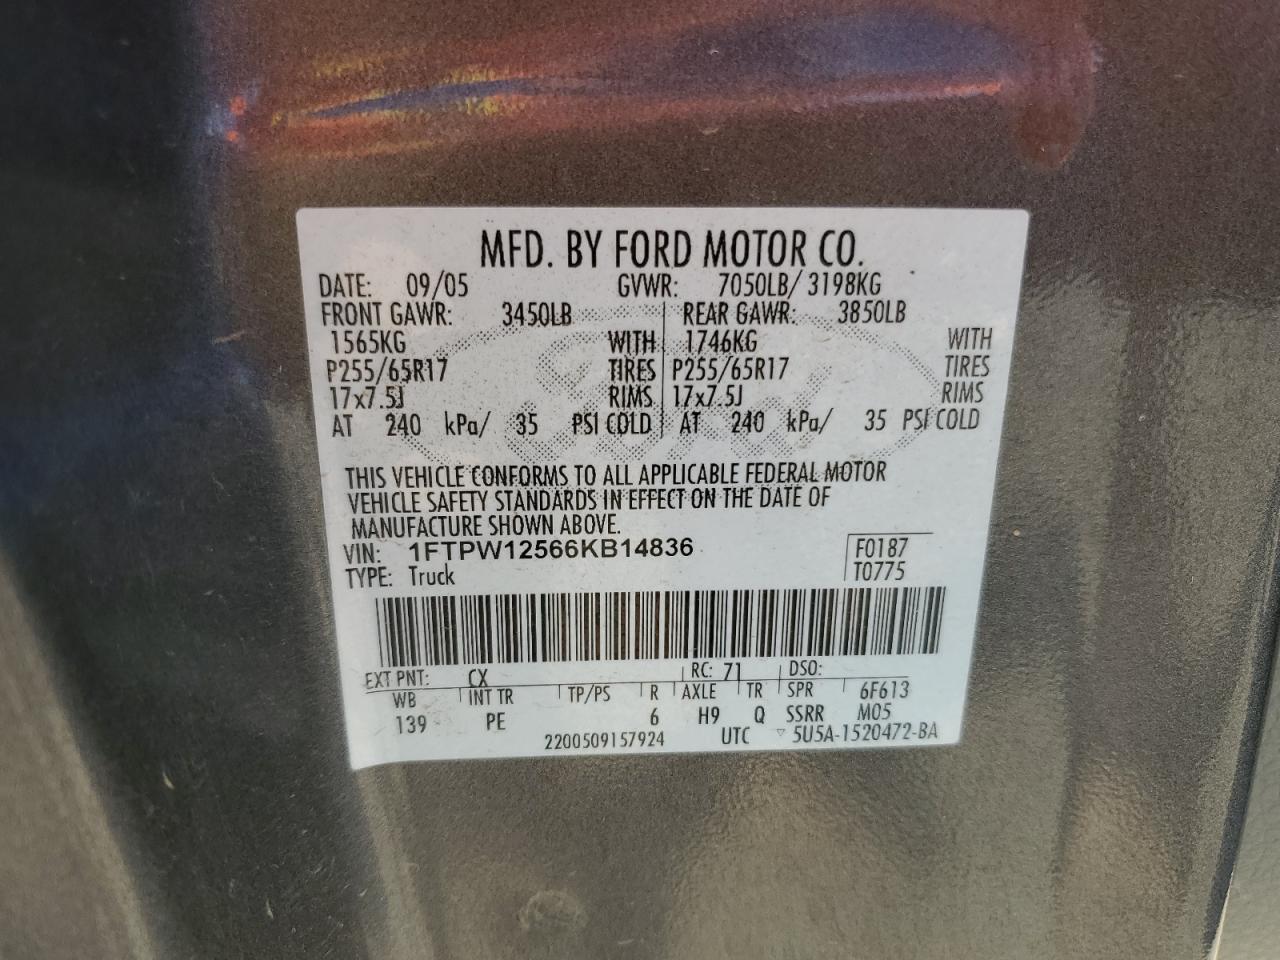 MFD. BY FORD MOTOR CO.
DATE: 09/05 GVWR: 7050LB/ 3198KG
FRONT GAWR: 3450LB REAR GAWR: 3850LB
1565KG WITH 1746KG WITH
P255/65R17 TIRES P255/65R17 TIRES
17x7.5J RIMS 17x7.5J RIMS
AT 240 kPa/ 35 PSI COLD AT 240 kPa/ 35 PSI COLD
THIS VEHICLE CONFORMS TO ALL APPLICABLE FEDERAL MOTOR
VEHICLE SAFETY STANDARDS IN EFFECT ON THE DATE OF
MANUFACTURE SHOWN ABOVE.
VIN: 1FTPW12566KB14836 F0187
TYPE: Truck T0775
EXT PNT: CX RC: 71 DSO:
WB INT TR TP/PS R AXLE TR SPR 6F613
139 PE 6 H9 Q SSRR M05
2200509157924 UTC ▽ 5U5A-1520472-BA